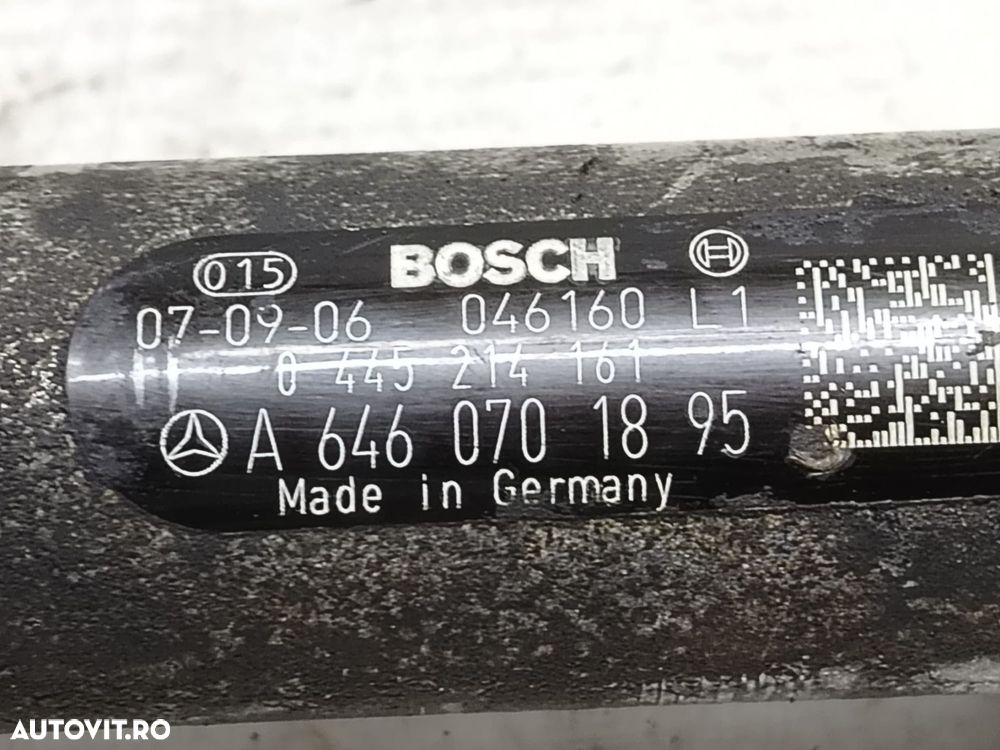 BOSCH
015
07-09-06 046160 L1
0 445 214 161
A 646 070 18 95
Made in Germany
AUTOVIT.RO